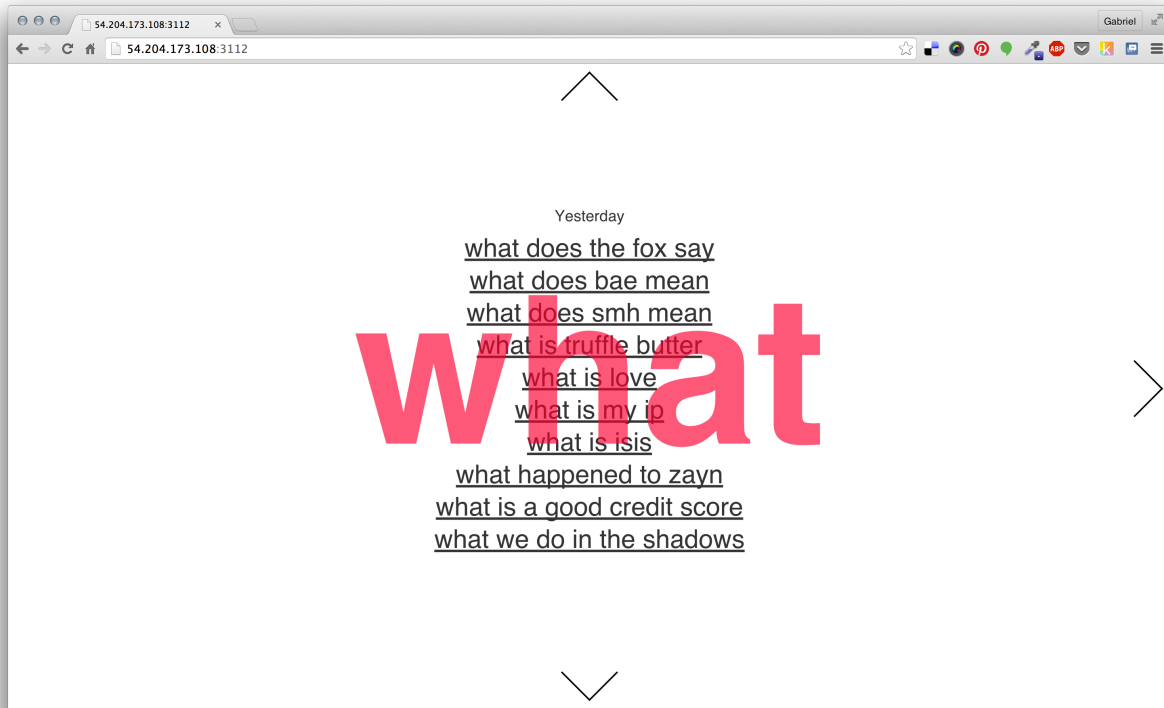 54.204.173.108:3112
Gabriel
54.204.173.108:3112
ABP
Yesterday
what does the fox say
what does bae mean
what does smh mean
what is truffle butter
what is love
what is my ip
what is isis
what happened to zayn
what is a good credit score
what we do in the shadows
what